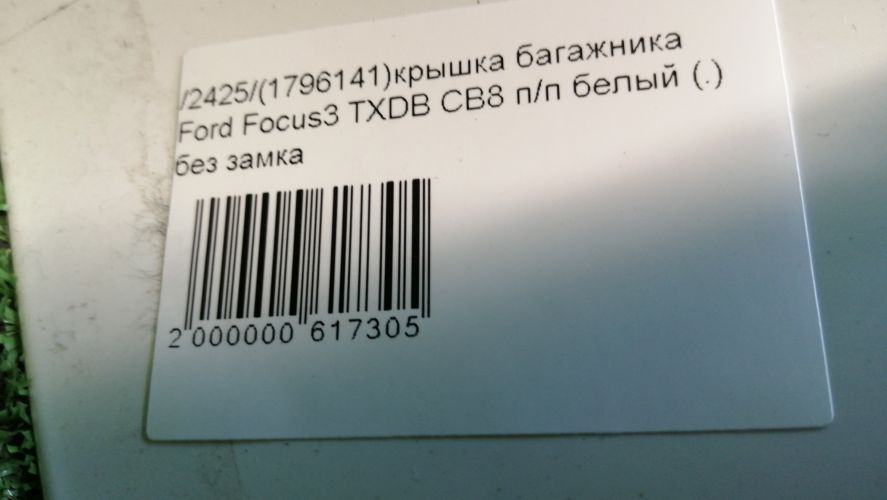 /2425/(1796141)крышка багажника
Ford Focus3 TXDB CB8 п/п белый (.)
без замка
2 000000 617305